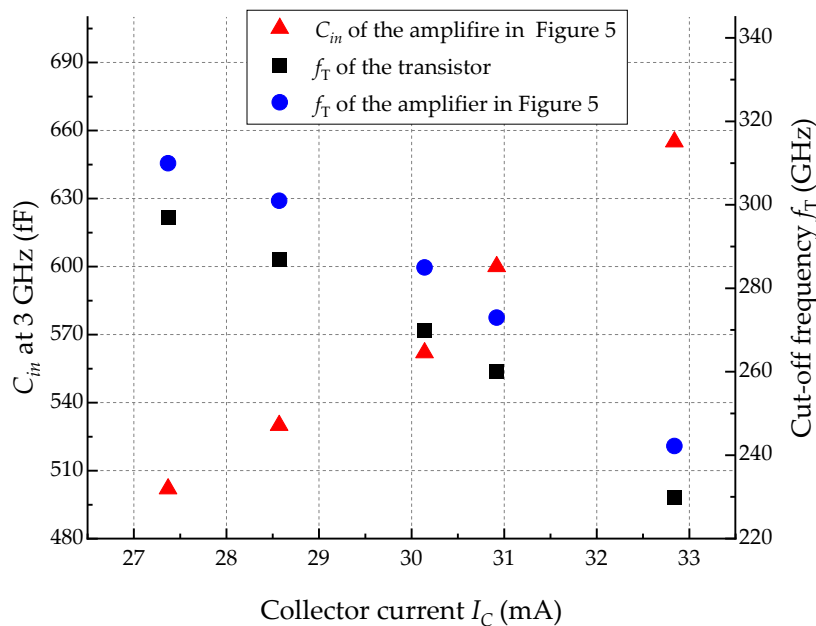 C_in of the amplifire in Figure 5
f_T of the transistor
f_T of the amplifier in Figure 5
C_in at 3 GHz (fF)
690
660
630
600
570
540
510
480
Cut-off frequency f_T (GHz)
340
320
300
280
260
240
220
27 28 29 30 31 32 33
Collector current I_C (mA)